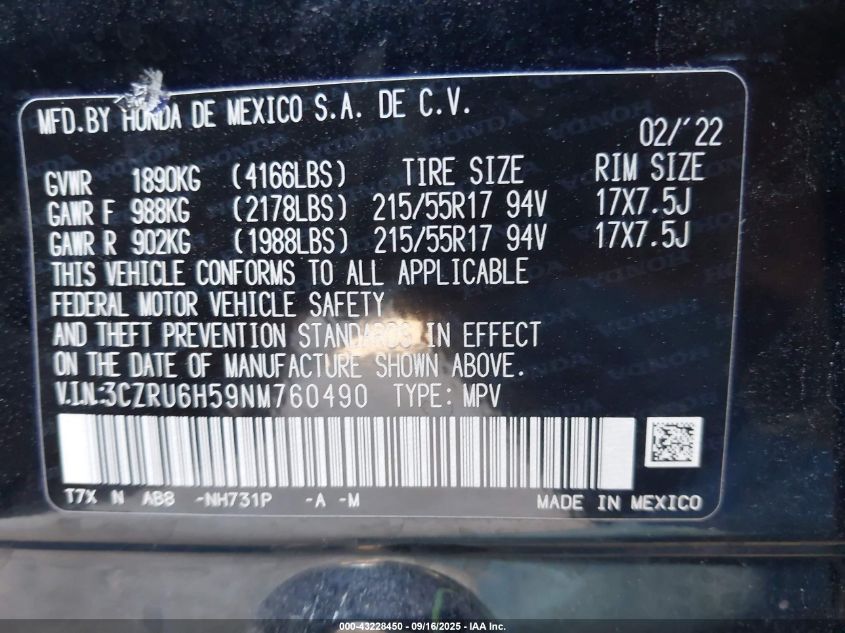 MFD.BY HONDA DE MEXICO S.A. DE C.V.
02/'22
GVWR 1890KG (4166LBS) TIRE SIZE RIM SIZE
GAWR F 988KG (2178LBS) 215/55R17 94V 17X7.5J
GAWR R 902KG (1988LBS) 215/55R17 94V 17X7.5J
THIS VEHICLE CONFORMS TO ALL APPLICABLE
FEDERAL MOTOR VEHICLE SAFETY
AND THEFT PREVENTION STANDARDS IN EFFECT
ON THE DATE OF MANUFACTURE SHOWN ABOVE.
V.I.N:3CZRU6H59NM760490 TYPE: MPV
T7X N AB8 -NH731P -A -M MADE IN MEXICO
000-43228450 - 09/16/2025 - IAA Inc.